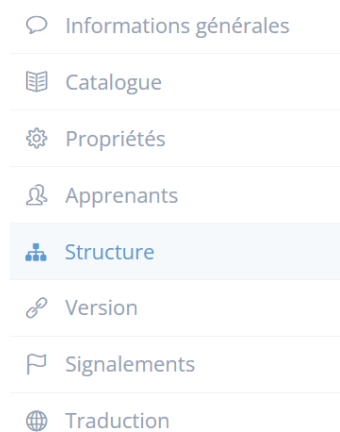 Informations générales
Catalogue
Propriétés
Apprenants
Structure
Version
Signalements
Traduction